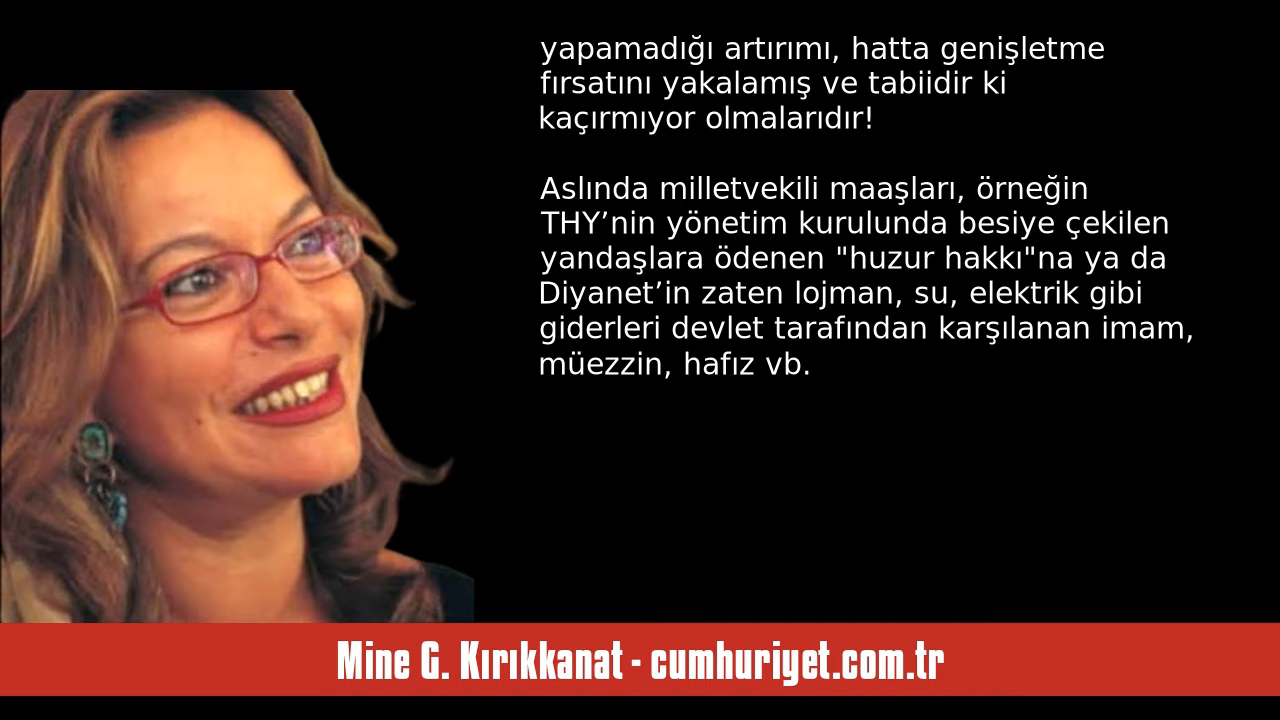 yapamadığı artırımı, hatta genişletme
fırsatını yakalamış ve tabiidir ki
kaçırmıyor olmalarıdır!
Aslında milletvekili maaşları, örneğin
THY’nin yönetim kurulunda besiye çekilen
yandaşlara ödenen "huzur hakkı"na ya da
Diyanet’in zaten lojman, su, elektrik gibi
giderleri devlet tarafından karşılanan imam,
müezzin, hafız vb.
Mine G. Kırıkkanat - cumhuriyet.com.tr